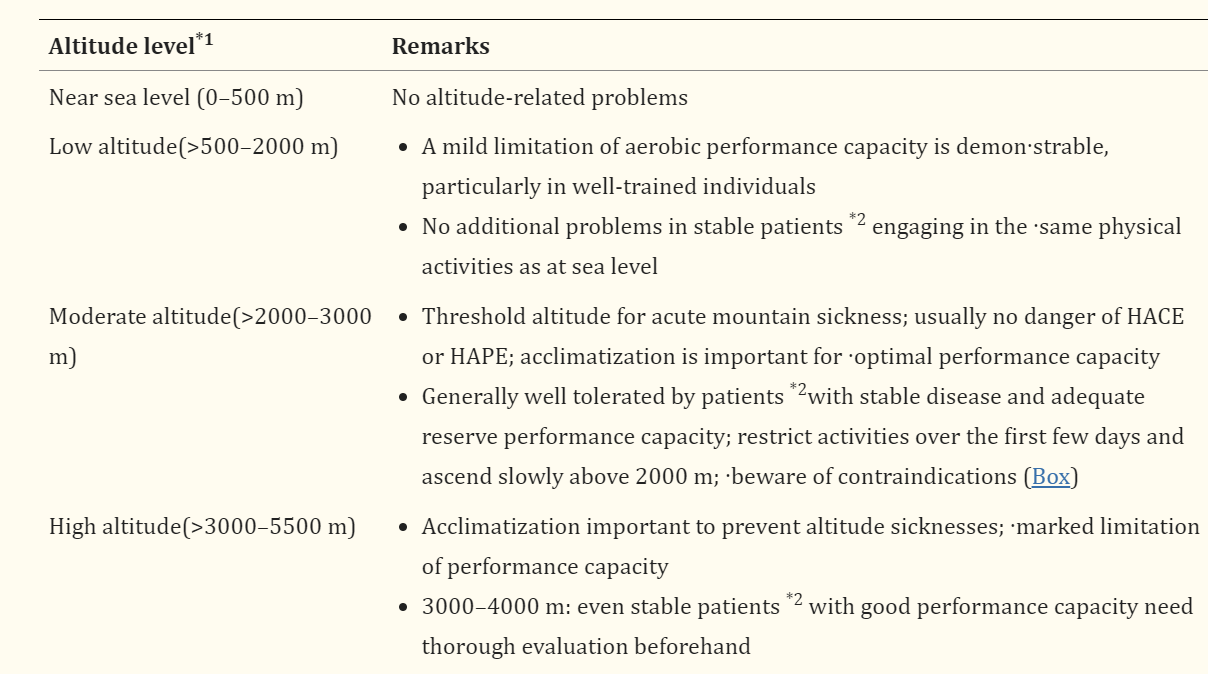 Altitude level*1 Remarks
Near sea level (0–500 m) No altitude-related problems
Low altitude(>500–2000 m) • A mild limitation of aerobic performance capacity is demon·strable,
particularly in well-trained individuals
• No additional problems in stable patients *2 engaging in the ·same physical
activities as at sea level
Moderate altitude(>2000–3000 • Threshold altitude for acute mountain sickness; usually no danger of HACE
m) or HAPE; acclimatization is important for ·optimal performance capacity
• Generally well tolerated by patients *2with stable disease and adequate
reserve performance capacity; restrict activities over the first few days and
ascend slowly above 2000 m; ·beware of contraindications (Box)
High altitude(>3000–5500 m) • Acclimatization important to prevent altitude sicknesses; ·marked limitation
of performance capacity
• 3000–4000 m: even stable patients *2 with good performance capacity need
thorough evaluation beforehand